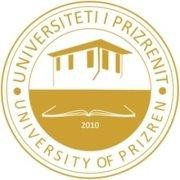 UNIVERSITETI I PRIZRENIT
2010
UNIVERSITY OF PRIZREN